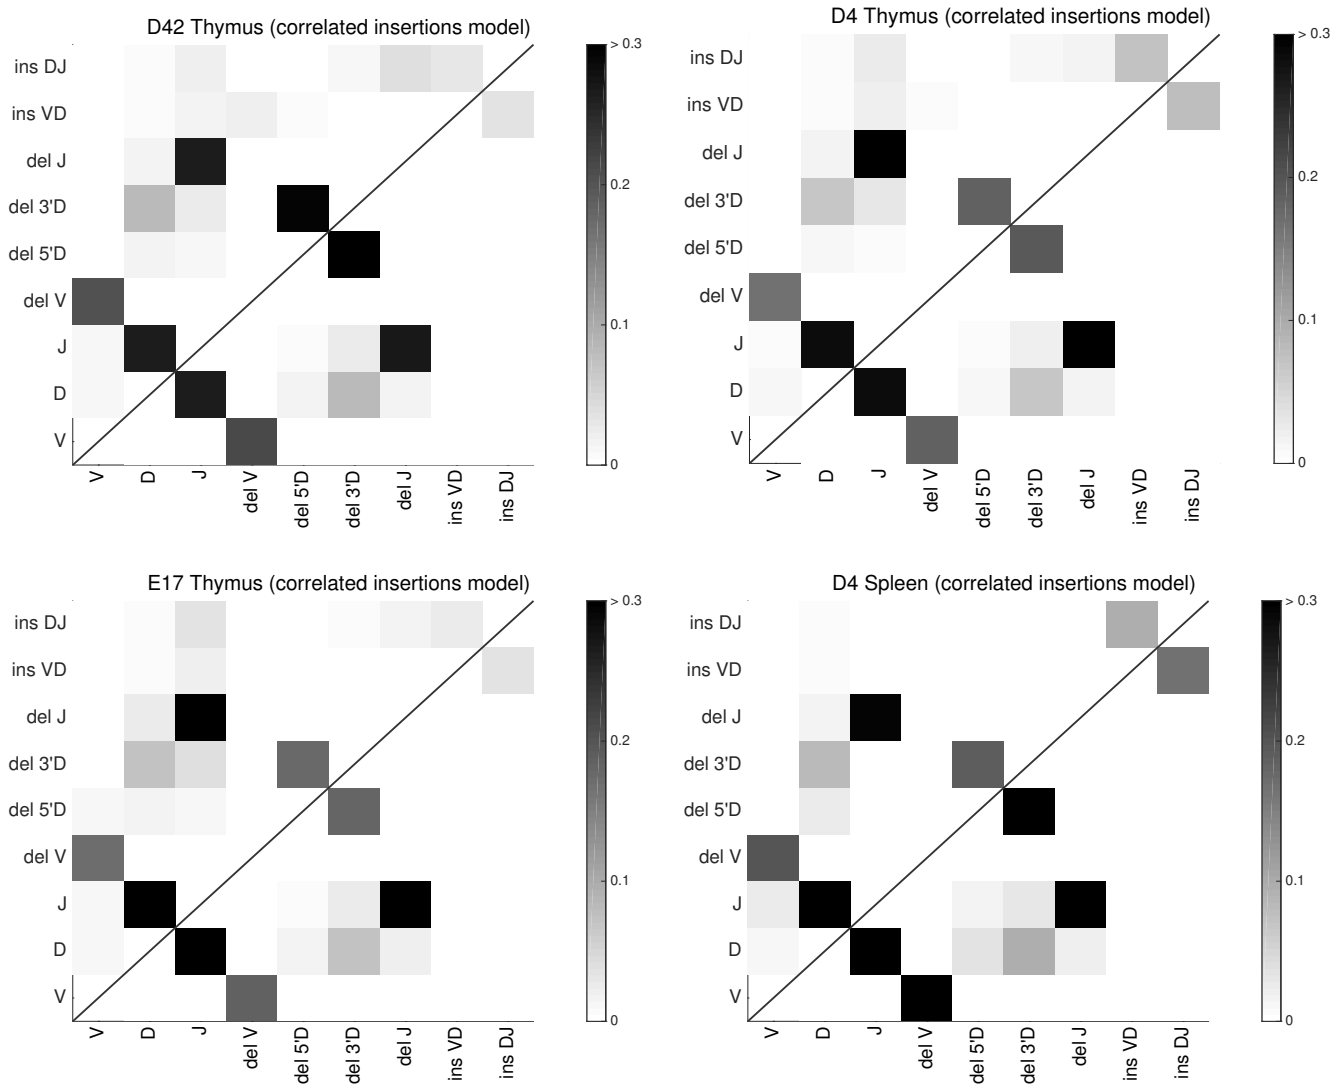 D42 Thymus (correlated insertions model)
ins DJ
ins VD
del J
del 3'D
del 5'D
del V
J
D
V
V
D
J
del V
del 5'D
del 3'D
del J
ins VD
ins DJ
> 0.3
0.2
0.1
0
D4 Thymus (correlated insertions model)
ins DJ
ins VD
del J
del 3'D
del 5'D
del V
J
D
V
V
D
J
del V
del 5'D
del 3'D
del J
ins VD
ins DJ
> 0.3
0.2
0.1
0
E17 Thymus (correlated insertions model)
ins DJ
ins VD
del J
del 3'D
del 5'D
del V
J
D
V
V
D
J
del V
del 5'D
del 3'D
del J
ins VD
ins DJ
> 0.3
0.2
0.1
0
D4 Spleen (correlated insertions model)
ins DJ
ins VD
del J
del 3'D
del 5'D
del V
J
D
V
V
D
J
del V
del 5'D
del 3'D
del J
ins VD
ins DJ
> 0.3
0.2
0.1
0